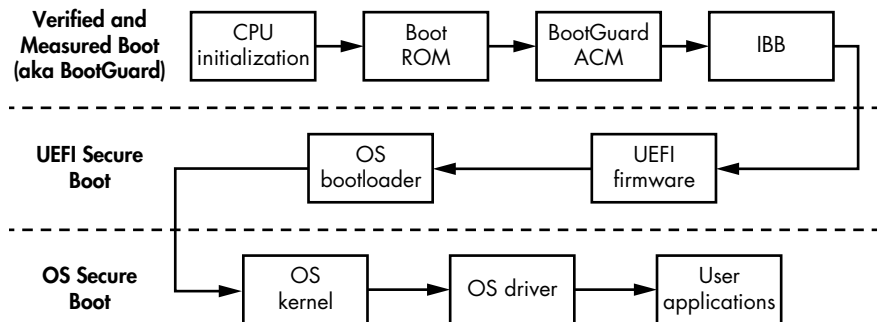 Verified and
Measured Boot
(aka BootGuard)
CPU
initialization
Boot
ROM
BootGuard
ACM
IBB
UEFI Secure
Boot
OS
bootloader
UEFI
firmware
OS Secure
Boot
OS
kernel
OS driver
User
applications